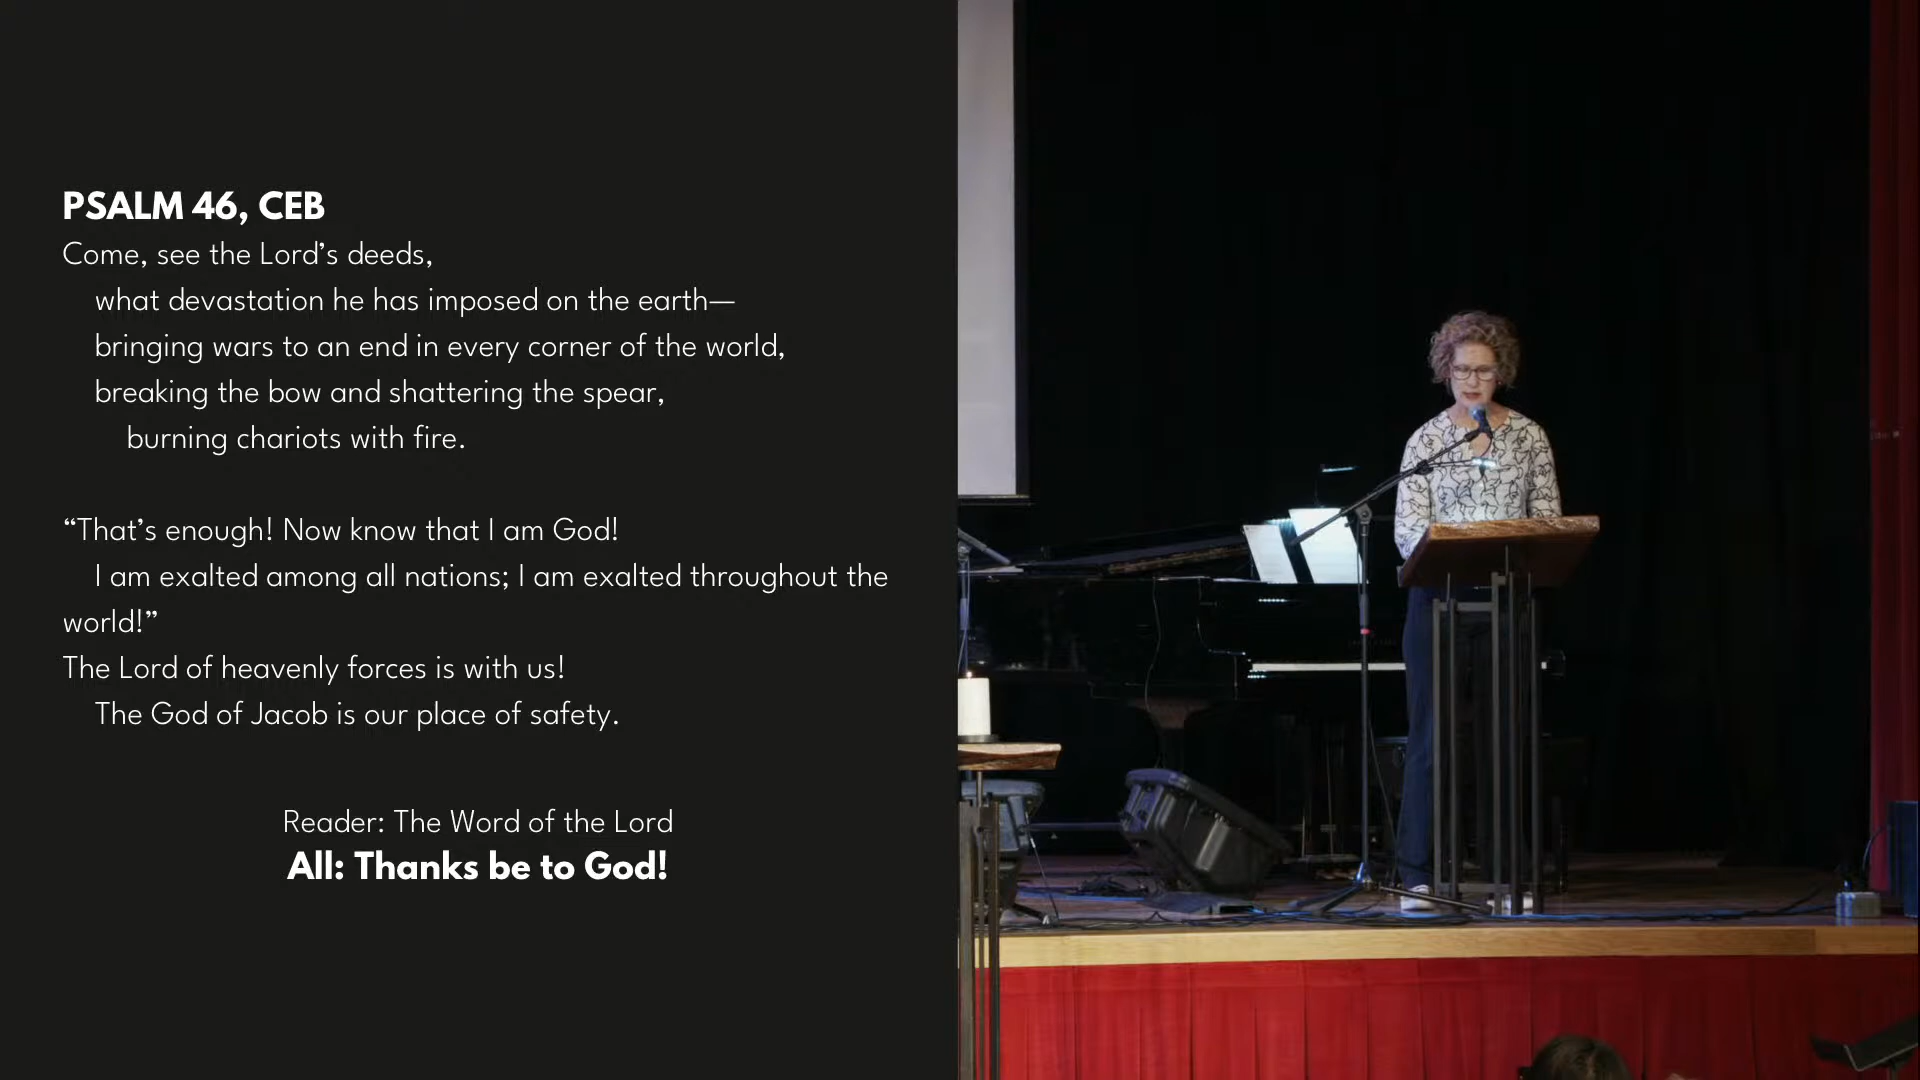 PSALM 46, CEB
Come, see the Lord’s deeds,
what devastation he has imposed on the earth—
bringing wars to an end in every corner of the world,
breaking the bow and shattering the spear,
burning chariots with fire.
“That’s enough! Now know that I am God!
I am exalted among all nations; I am exalted throughout the
world!”
The Lord of heavenly forces is with us!
The God of Jacob is our place of safety.
Reader: The Word of the Lord
All: Thanks be to God!